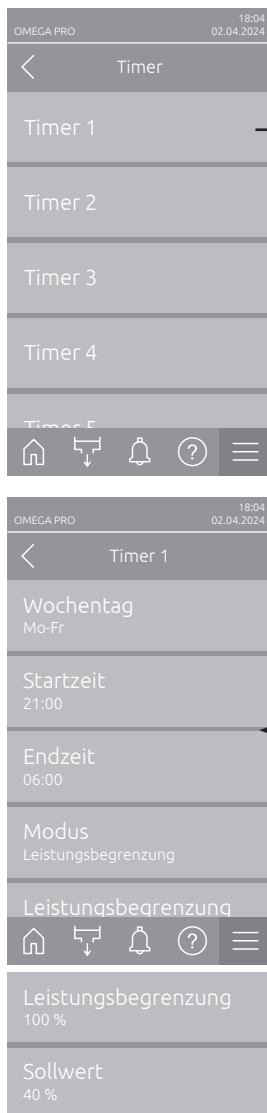 18:04
OMEGA PRO 02.04.2024
Timer
Timer 1
Timer 2
Timer 3
Timer 4
Timer 5
?
18:04
OMEGA PRO 02.04.2024
Timer 1
Wochentag
Mo-Fr
Startzeit
21:00
Endzeit
06:00
Modus
Leistungsbegrenzung
Leistungsbegrenzung
?
Leistungsbegrenzung
100 %
Sollwert
40 %